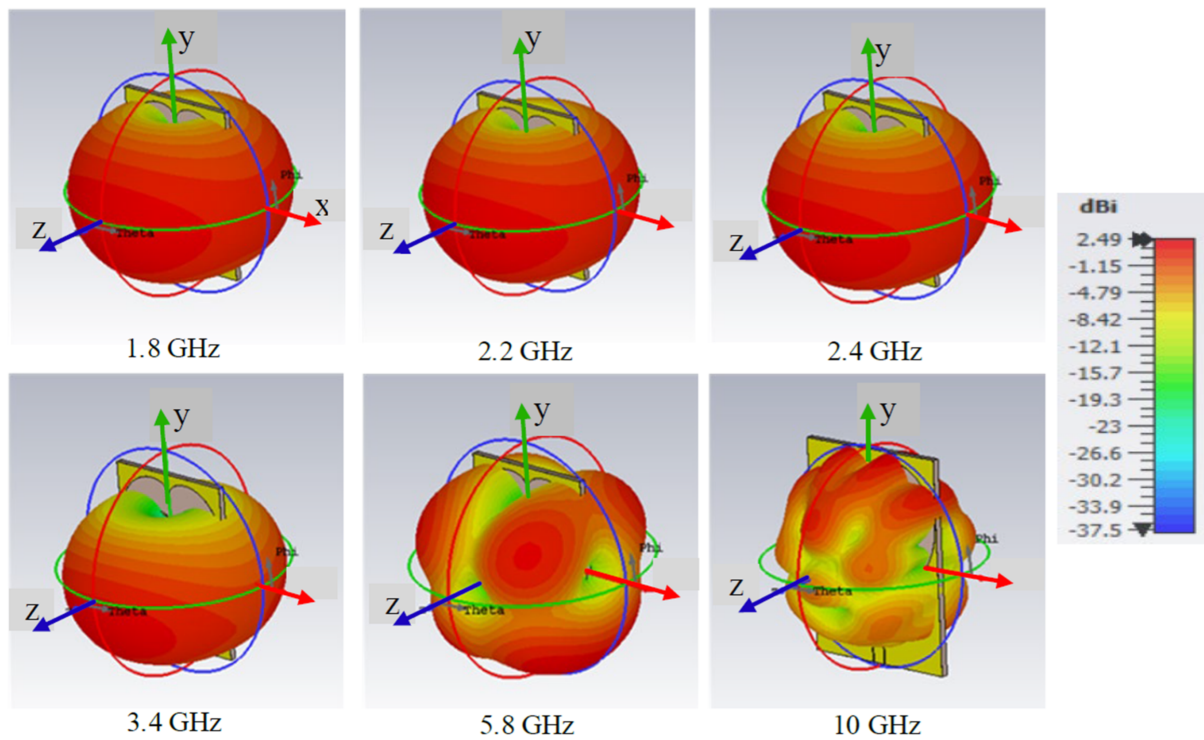 y
x
z
Phi
Theta
1.8 GHz
y
z
Phi
Theta
2.2 GHz
y
z
Phi
Theta
2.4 GHz
y
z
Phi
Theta
3.4 GHz
y
z
Phi
Theta
5.8 GHz
y
z
Phi
Theta
10 GHz
dBi
2.49
-1.15
-4.79
-8.42
-12.1
-15.7
-19.3
-23
-26.6
-30.2
-33.9
-37.5